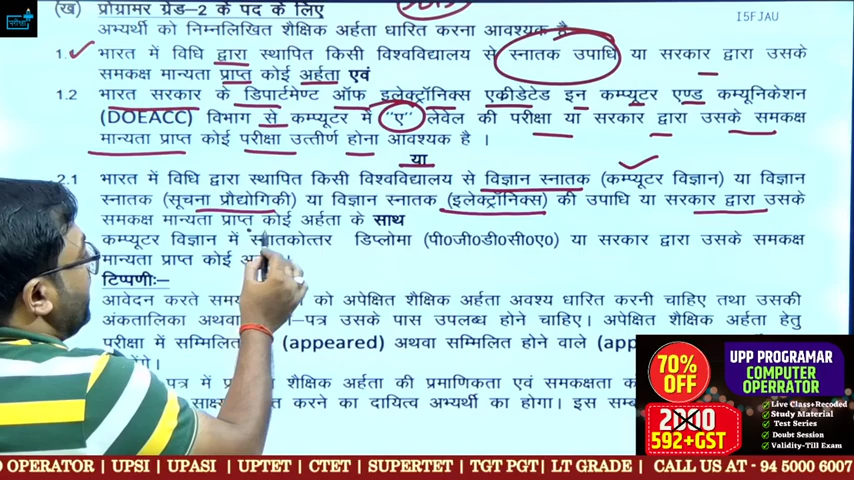 परीक्षा
I5FJAU
(ख) प्रोग्रामर ग्रेड-2 के पद के लिए
अभ्यर्थी को निम्नलिखित शैक्षिक अर्हता धारित करना आवश्यक है
1. भारत में विधि द्वारा स्थापित किसी विश्वविद्यालय से स्नातक उपाधि या सरकार द्वारा उसके
समकक्ष मान्यता प्राप्त कोई अर्हता एवं
1.2 भारत सरकार के डिपार्टमेण्ट ऑफ इलेक्ट्रॉनिक्स एक्रीडेटेड इन कम्प्यूटर एण्ड कम्यूनिकेशन
(DOEACC) विभाग से कम्प्यूटर में "ए" लेवेल की परीक्षा या सरकार द्वारा उसके समकक्ष
मान्यता प्राप्त कोई परीक्षा उत्तीर्ण होना आवश्यक है ।
या
2.1 भारत में विधि द्वारा स्थापित किसी विश्वविद्यालय से विज्ञान स्नातक (कम्प्यूटर विज्ञान) या विज्ञान
स्नातक (सूचना प्रौद्योगिकी) या विज्ञान स्नातक (इलेक्ट्रॉनिक्स) की उपाधि या सरकार द्वारा उसके
समकक्ष मान्यता प्राप्त कोई अर्हता के साथ
कम्प्यूटर विज्ञान में स्नातकोत्तर डिप्लोमा (पी0जी0डी0सी0ए0) या सरकार द्वारा उसके समकक्ष
मान्यता प्राप्त कोई
टिप्पणी:-
आवेदन करते समय को अपेक्षित शैक्षिक अर्हता अवश्य धारित करनी चाहिए तथा उसकी
अंकतालिका अथवा -पत्र उसके पास उपलब्ध होने चाहिए। अपेक्षित शैक्षिक अर्हता हेतु
परीक्षा में सम्मिलित (appeared) अथवा सम्मिलित होने वाले (app
पत्र में शैक्षिक अर्हता की प्रमाणिकता एवं समकक्षता
करने का दायित्व अभ्यर्थी का होगा। इस
70%
OFF
2000
592+GST
UPP PROGRAMAR
COMPUTER
OPERRATOR
Live Class+Recoded
Study Material
Test Series
Doubt Session
Validity-Till Exam
OPERATOR | UPSI | UPASI | UPTET | CTET | SUPERTET | TGT PGT| LT GRADE | CALL US AT - 94 5000 6007